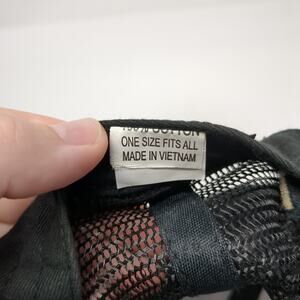 100% COTTON
ONE SIZE FITS ALL
MADE IN VIETNAM